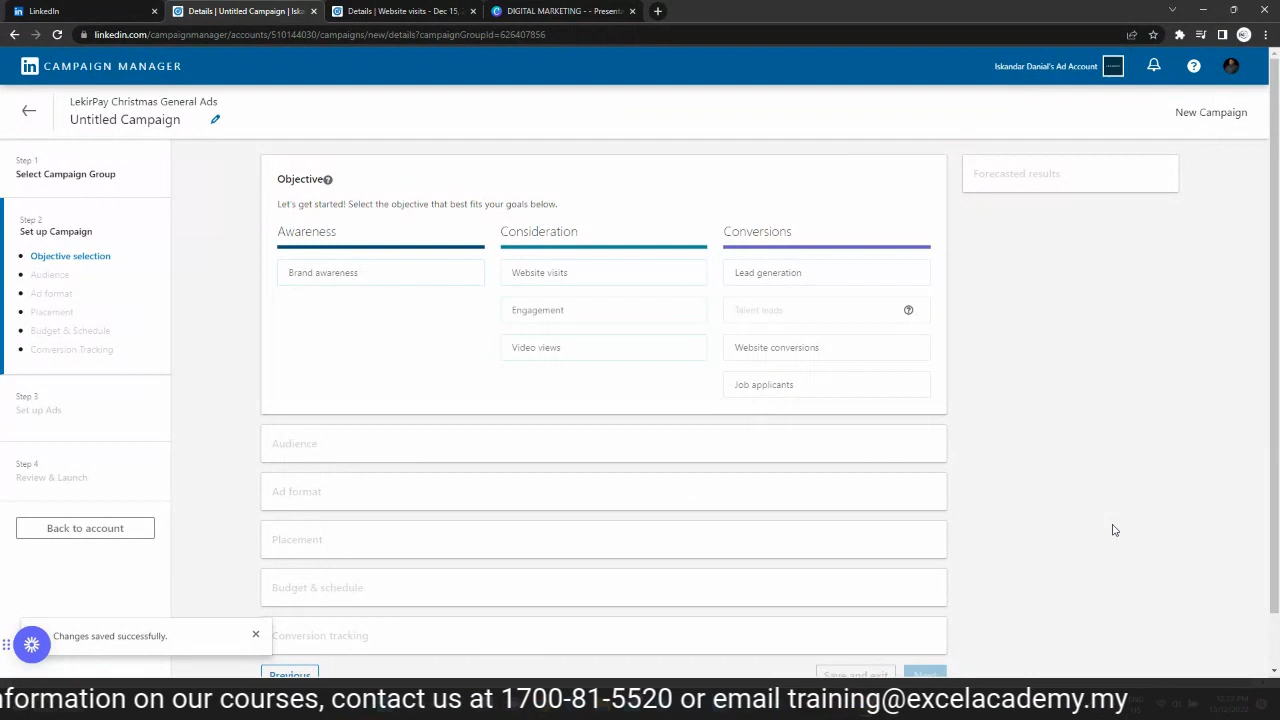 LinkedIn
Details | Untitled Campaign | Isk
Details | Website visits - Dec 15,
DIGITAL MARKETING - - Present
linkedin.com/campaignmanager/accounts/510144030/campaigns/new/details?campaignGroupId=626407856
in CAMPAIGN MANAGER
Iskandar Danial's Ad Account
LekirPay Christmas General Ads
Untitled Campaign
New Campaign
Step 1
Select Campaign Group
Step 2
Set up Campaign
Objective selection
Audience
Ad format
Placement
Budget & Schedule
Conversion Tracking
Step 3
Set up Ads
Step 4
Review & Launch
Back to account
Objective
Let's get started! Select the objective that best fits your goals below.
Awareness
Brand awareness
Consideration
Website visits
Engagement
Video views
Conversions
Lead generation
Talent leads
Website conversions
Job applicants
Forecasted results
Audience
Ad format
Placement
Budget & schedule
Conversion tracking
Changes saved successfully.
Previous
Save and exit
Next
nformation on our courses, contact us at 1700-81-5520 or email training@excelacademy.my